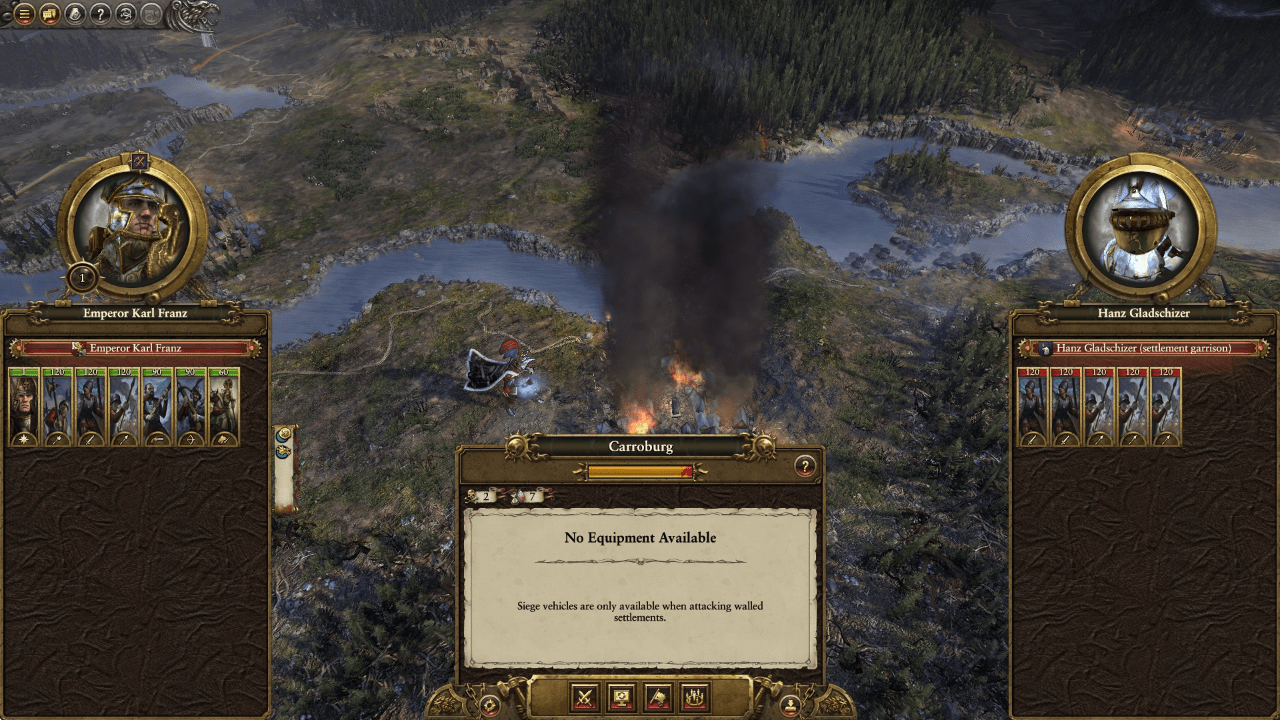 1
Emperor Karl Franz
Emperor Karl Franz
120 120 120 90 90 60
Hanz Gladschizer
Hanz Gladschizer (settlement garrison)
120 120 120 120 120
Carroburg
?
2 7
No Equipment Available
Siege vehicles are only available when attacking walled
settlements.